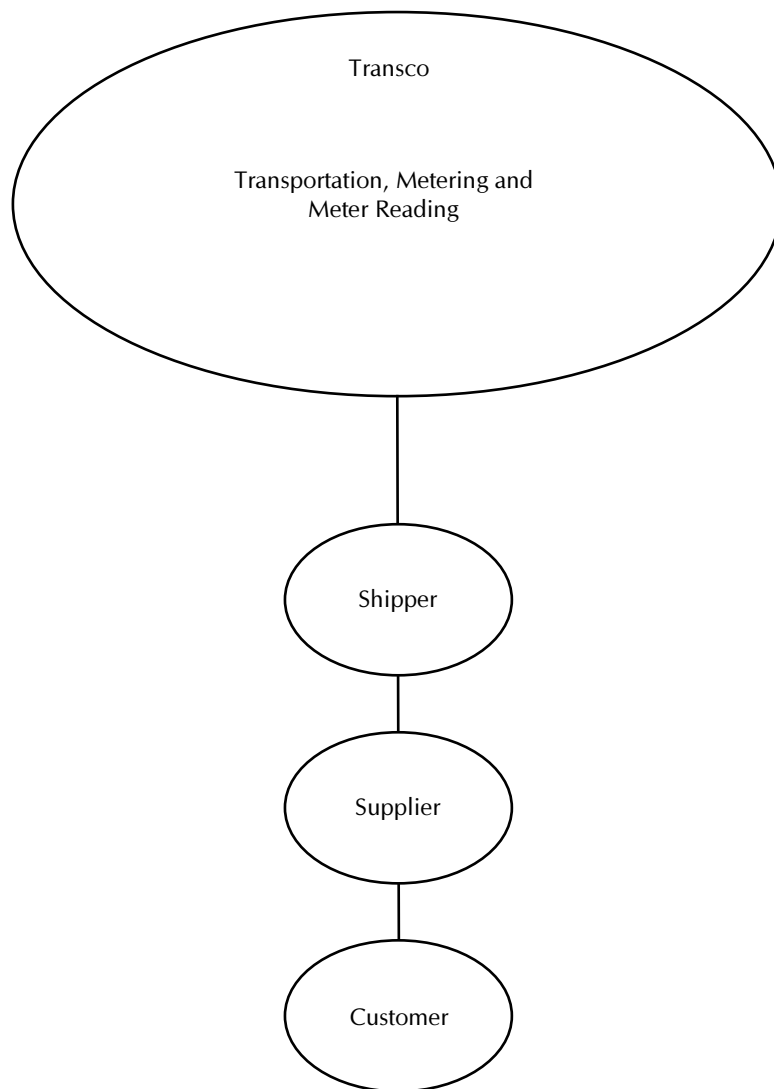 Transco
Transportation, Metering and
Meter Reading
Shipper
Supplier
Customer